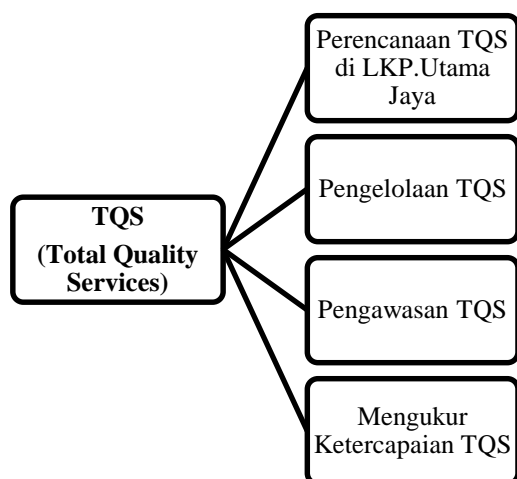 Perencanaan TQS
di LKP.Utama
Jaya
Pengelolaan TQS
TQS
(Total Quality
Services)
Pengawasan TQS
Mengukur
Ketercapaian TQS